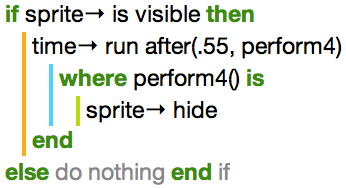 if sprite→ is visible then
time→ run after(.55, perform4)
where perform4() is
sprite→ hide
end
else do nothing end if